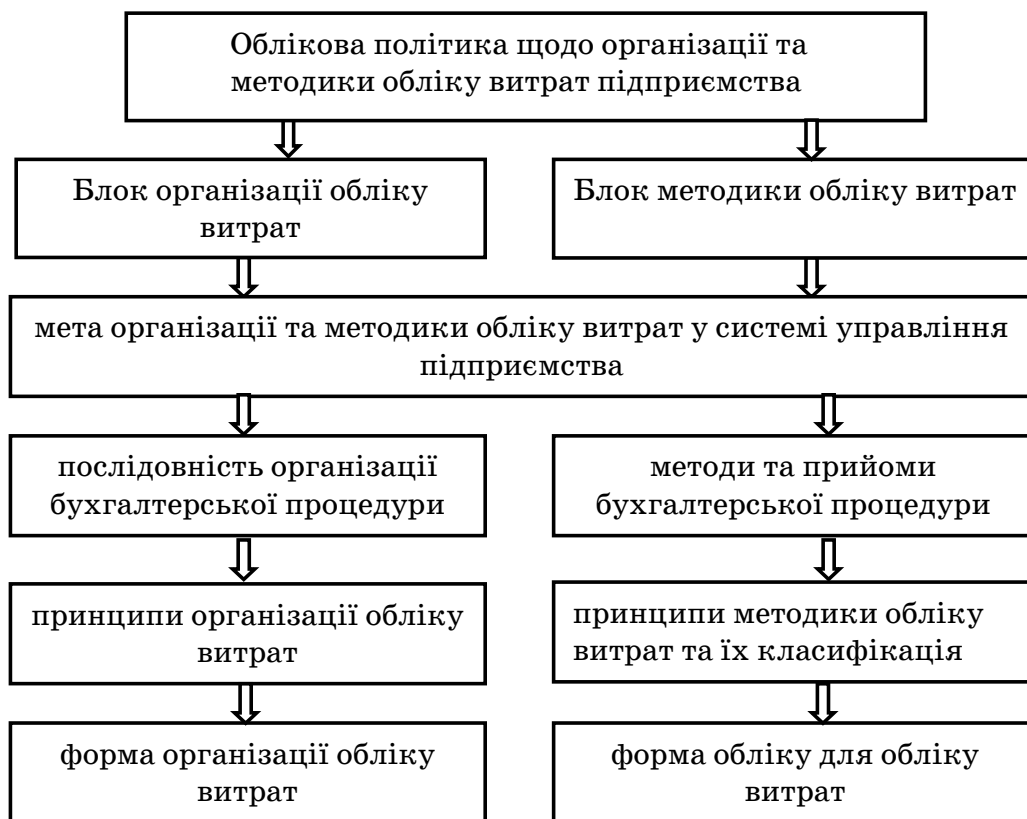 Облікова політика щодо організації та
методики обліку витрат підприємства
Блок організації обліку
витрат
Блок методики обліку витрат
мета організації та методики обліку витрат у системі управління
підприємства
послідовність організації
бухгалтерської процедури
методи та прийоми
бухгалтерської процедури
принципи організації обліку
витрат
принципи методики обліку
витрат та їх класифікація
форма організації обліку
витрат
форма обліку для обліку
витрат